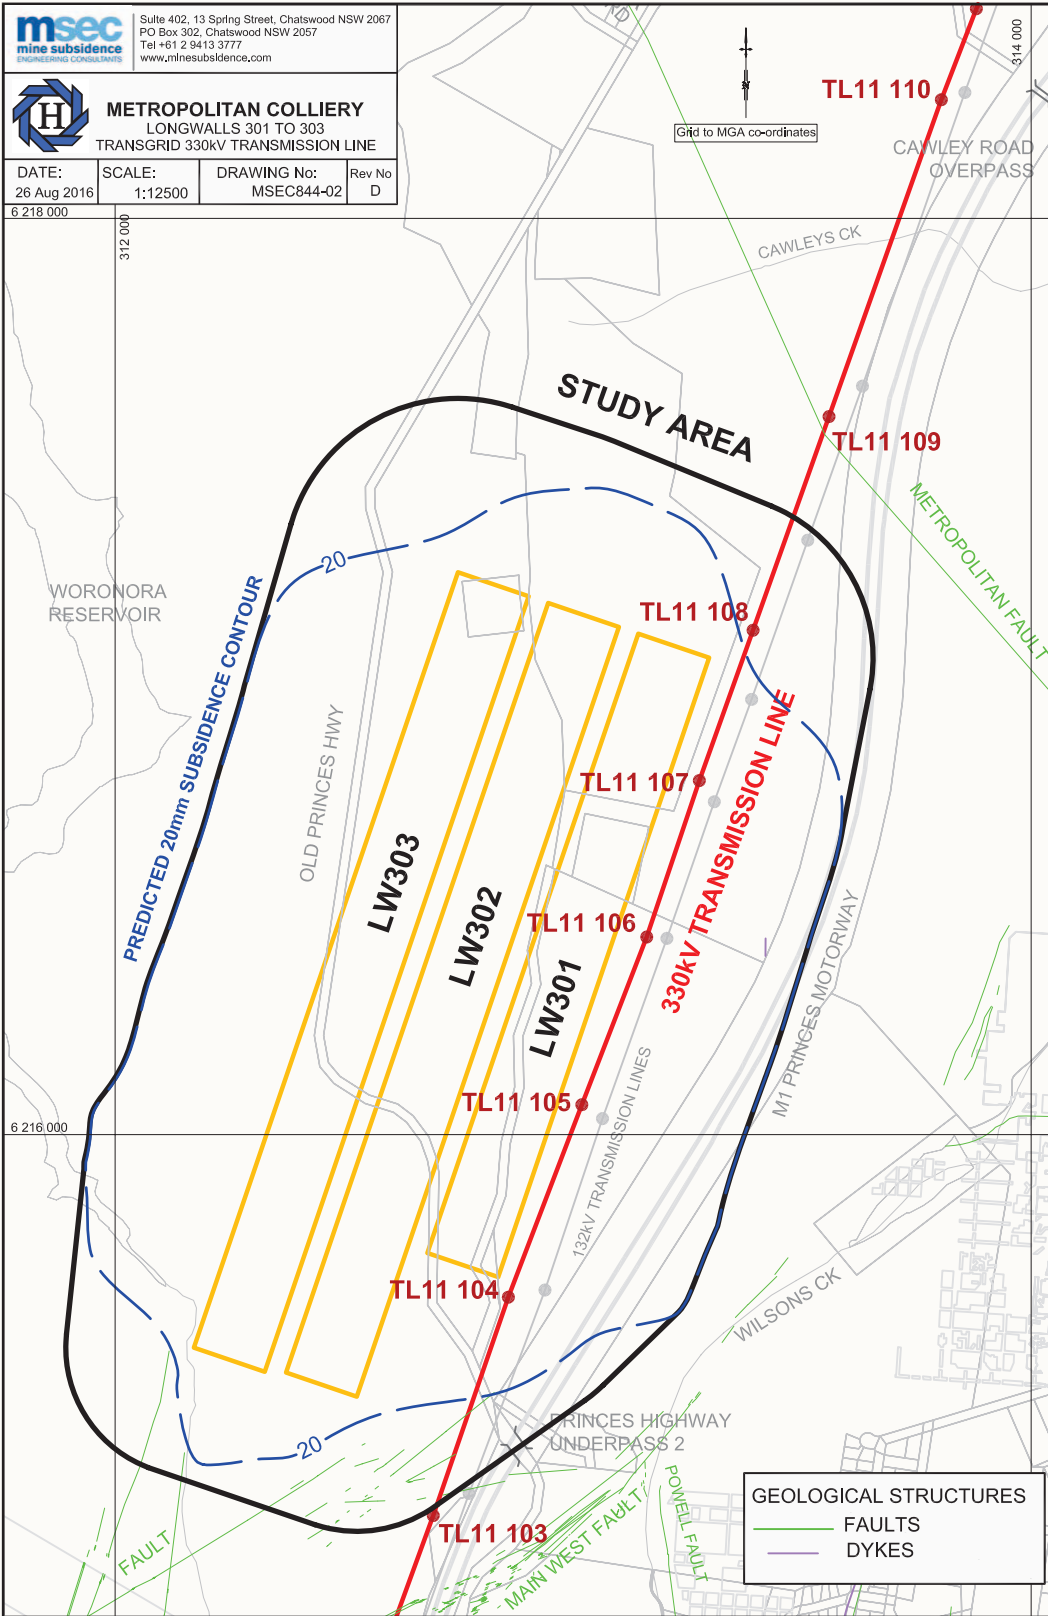 msec
mine subsidence
ENGINEERING CONSULTANTS
Suite 402, 13 Spring Street, Chatswood NSW 2067
PO Box 302, Chatswood NSW 2057
Tel +61 2 9413 3777
www.minesubsidence.com
H
METROPOLITAN COLLIERY
LONGWALLS 301 TO 303
TRANSGRID 330kV TRANSMISSION LINE
DATE:
26 Aug 2016
SCALE:
1:12500
DRAWING No:
MSEC844-02
Rev No
D
RD
N
Grid to MGA co-ordinates
314 000
TL11 110
CAWLEY ROAD
OVERPASS
6 218 000
312 000
CAWLEYS CK
STUDY AREA
TL11 109
METROPOLITAN FAULT
20
WORONORA
RESERVOIR
PREDICTED 20mm SUBSIDENCE CONTOUR
TL11 108
OLD PRINCES HWY
330kV TRANSMISSION LINE
TL11 107
LW303
LW302
LW301
TL11 106
M1 PRINCES MOTORWAY
TL11 105
132kV TRANSMISSION LINES
6 216 000
TL11 104
WILSONS CK
20
PRINCES HIGHWAY
UNDERPASS 2
TL11 103
FAULT
MAIN WEST FAULT
POWELL FAULT
GEOLOGICAL STRUCTURES
FAULTS
DYKES